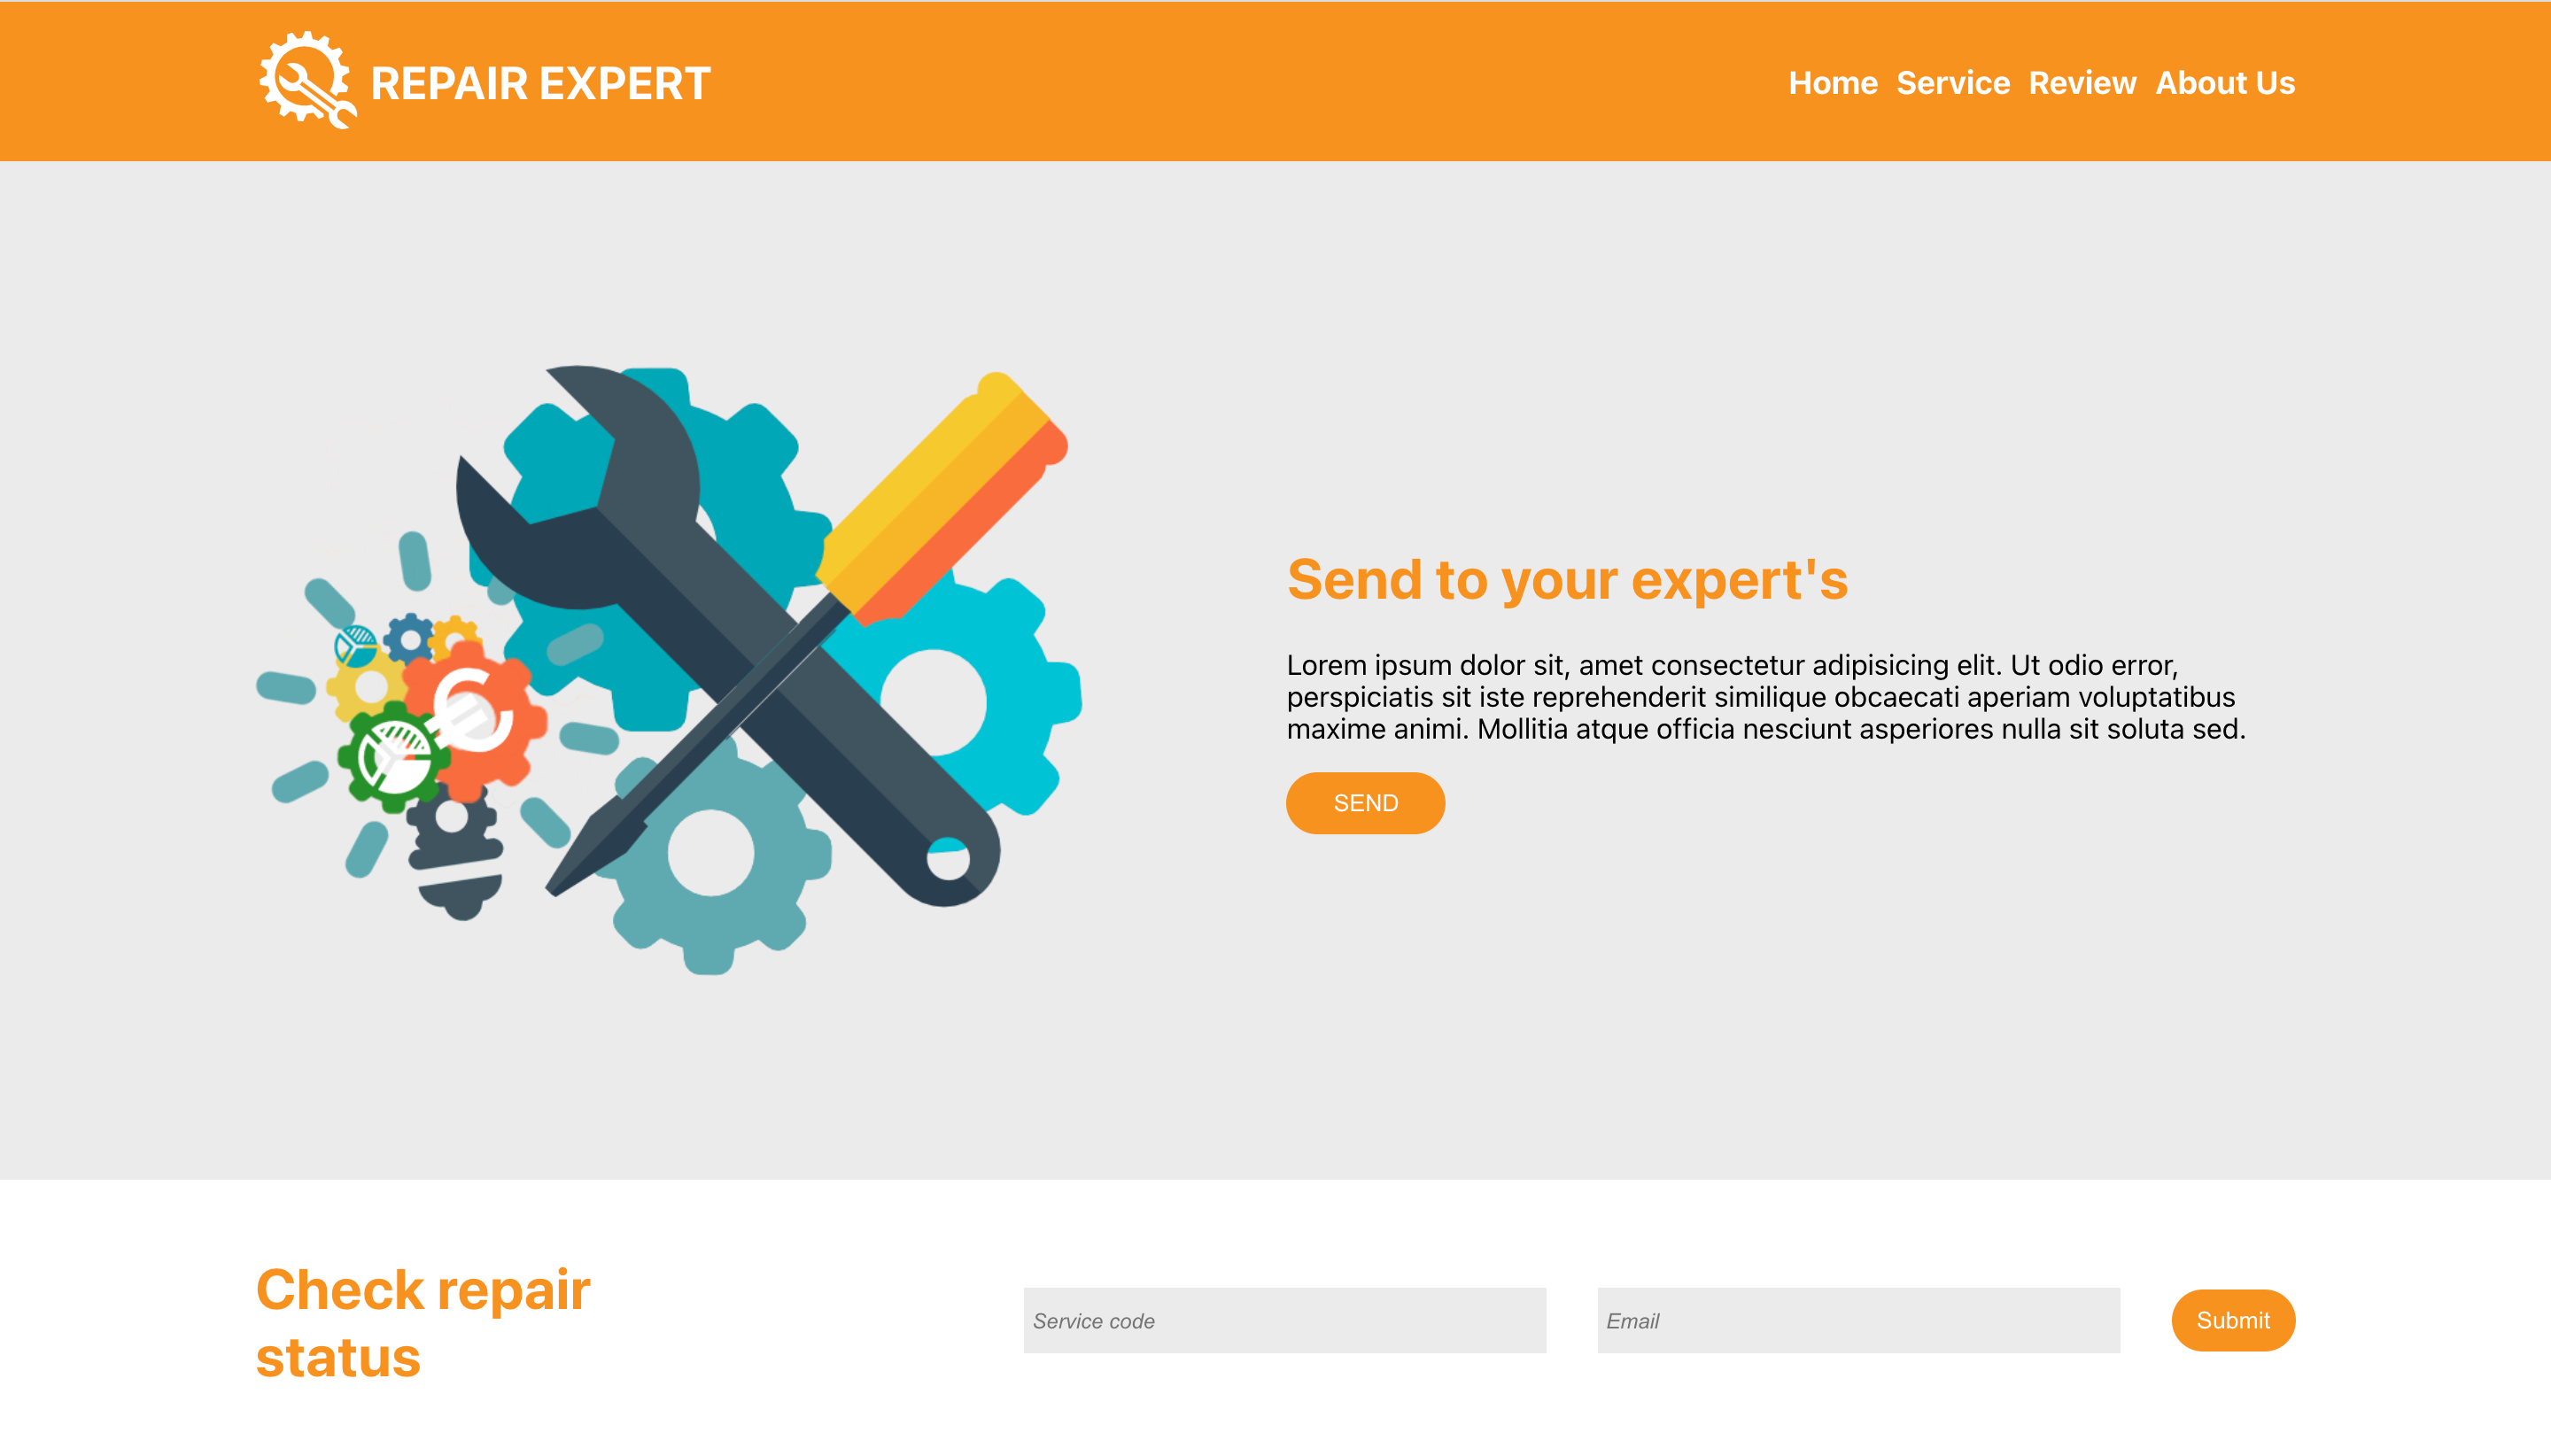 REPAIR EXPERT
Home Service Review About Us
Send to your expert's
Lorem ipsum dolor sit, amet consectetur adipisicing elit. Ut odio error,
perspiciatis sit iste reprehenderit similique obcaecati aperiam voluptatibus
maxime animi. Mollitia atque officia nesciunt asperiores nulla sit soluta sed.
SEND
Check repair
status
Service code
Email
Submit